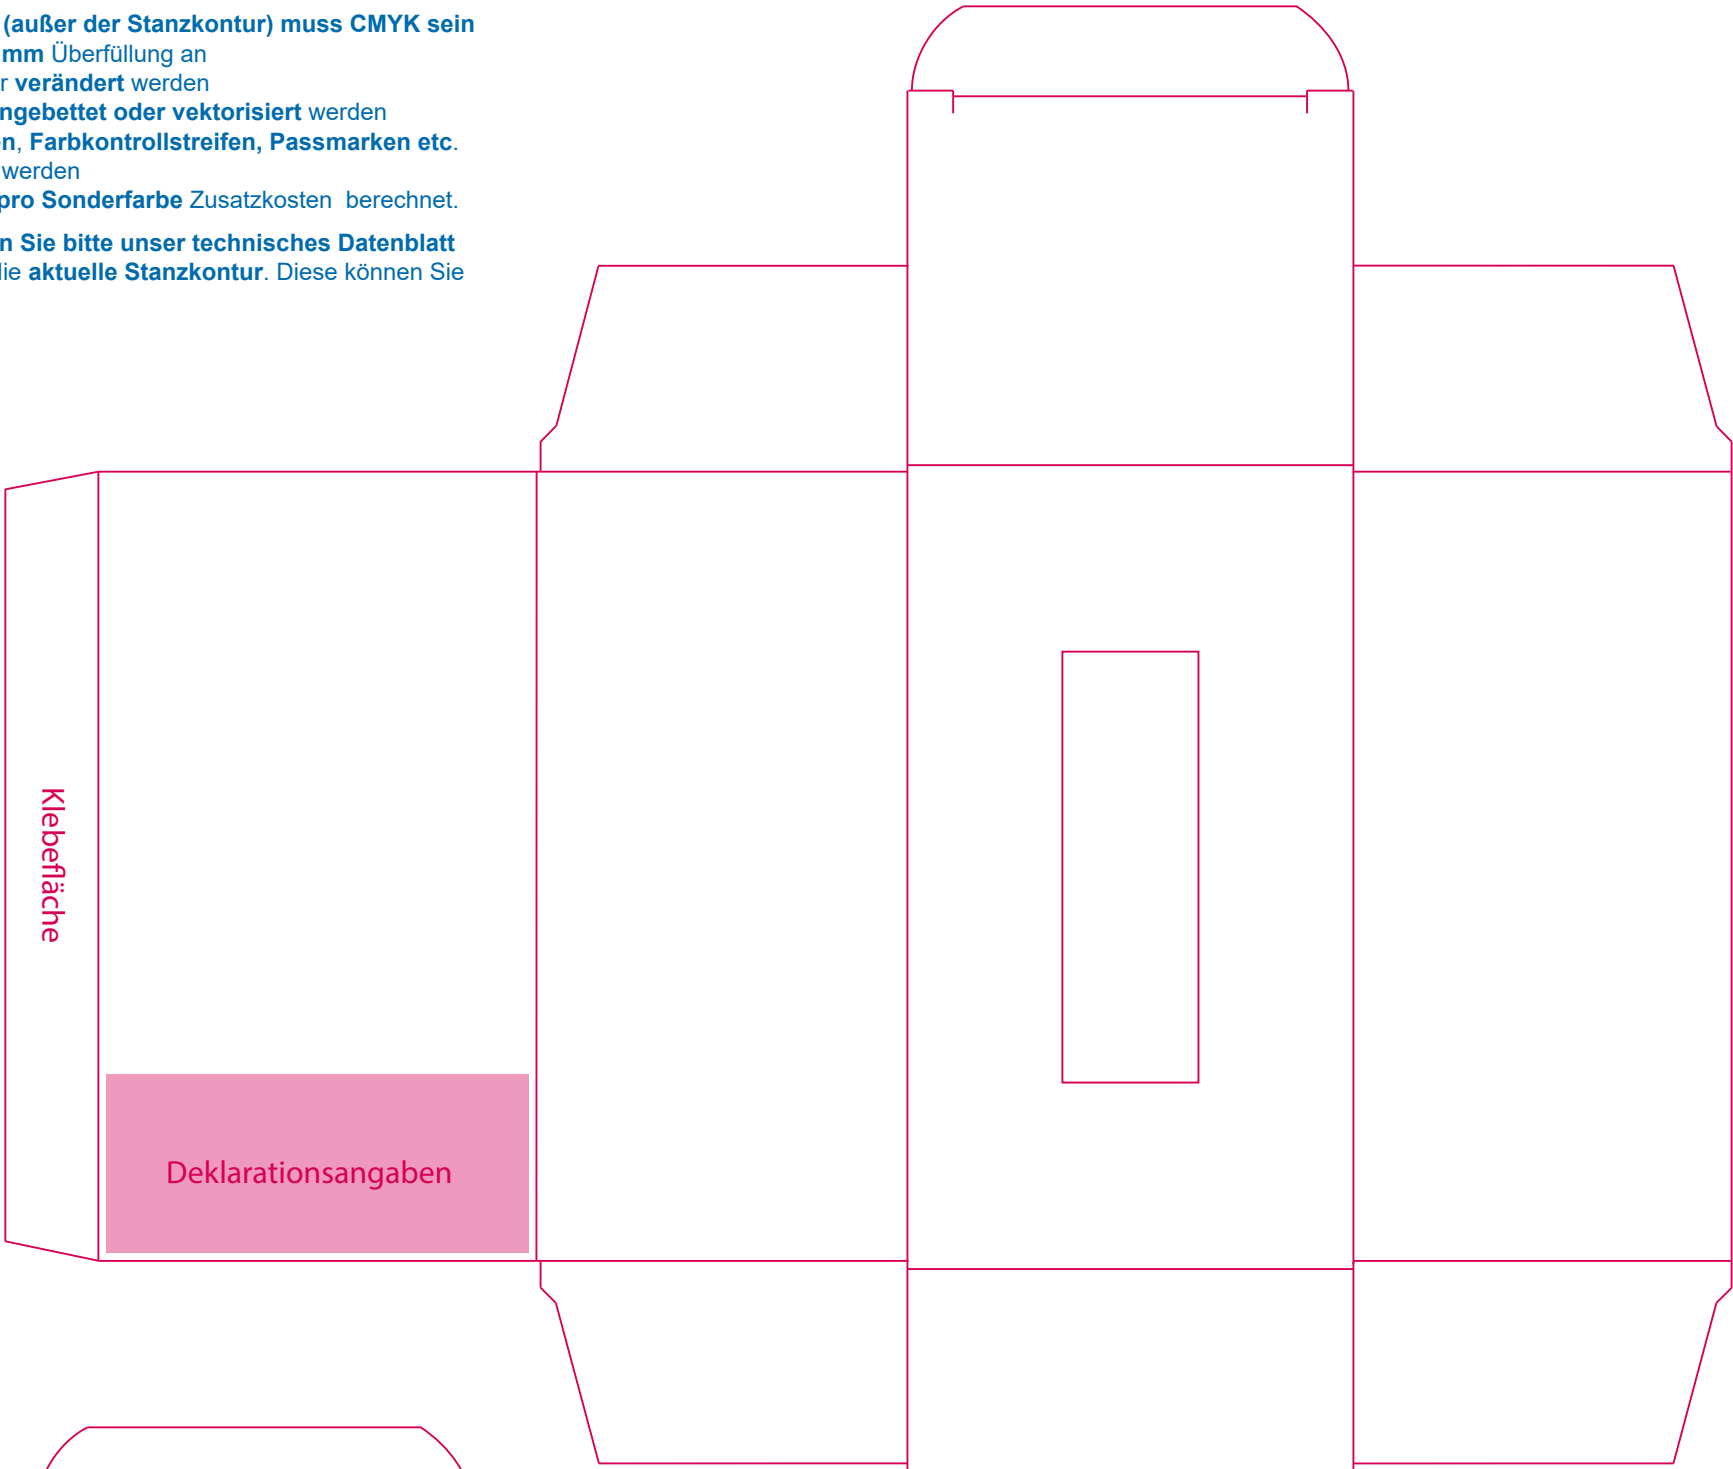 (außer der Stanzkontur) muss CMYK sein
mm Überfüllung an
r verändert werden
ngebettet oder vektorisiert werden
n, Farbkontrollstreifen, Passmarken etc.
werden
pro Sonderfarbe Zusatzkosten berechnet.
n Sie bitte unser technisches Datenblatt
lie aktuelle Stanzkontur. Diese können Sie
Klebefläche
Deklarationsangaben